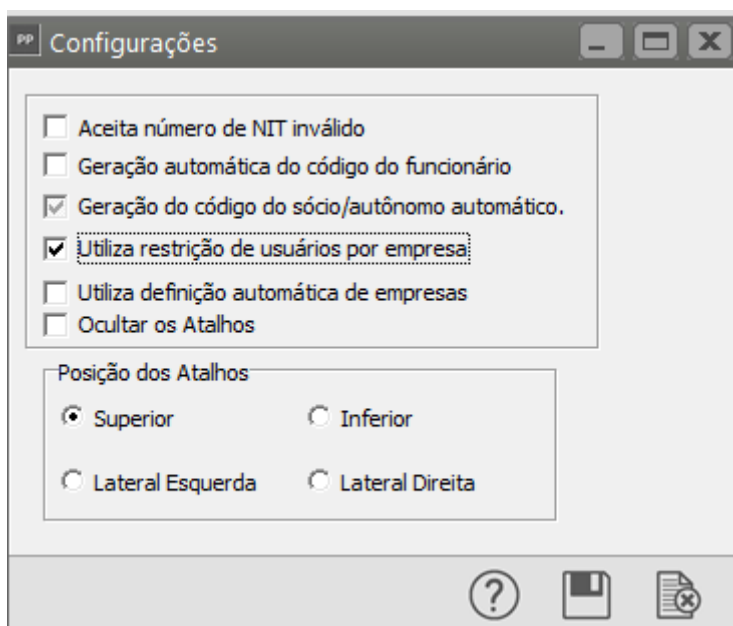 PP Configurações
Aceita número de NIT inválido
Geração automática do código do funcionário
Geração do código do sócio/autônomo automático.
Utiliza restrição de usuários por empresa
Utiliza definição automática de empresas
Ocultar os Atalhos
Posição dos Atalhos
Superior Inferior
Lateral Esquerda Lateral Direita
?